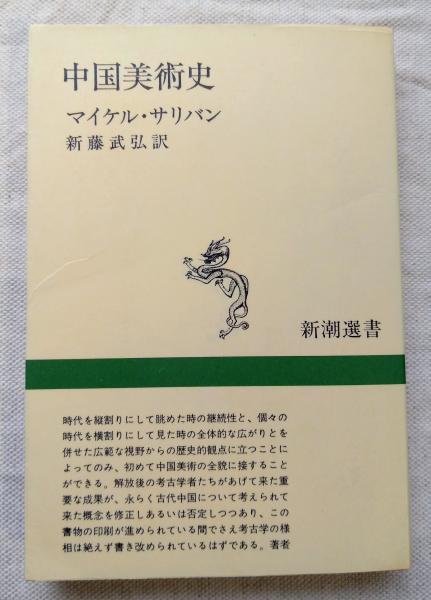 中国美術史
マイケル・サリバン
新藤武弘訳
新潮選書
時代を縦割りにして眺めた時の継続性と、個々の
時代を横割りにして見た時の全体的な広がりとを
併せた広範な視野からの歴史的観点に立つことに
よってのみ、初めて中国美術の全貌に接すること
ができる。解放後の考古学者たちがあげて来た重
要な成果が、永らく古代中国について考えられて
来た概念を修正しあるいは否定しつつあり、この
書物の印刷が進められている間でさえ考古学の様
相は絶えず書き改められているはずである。著者